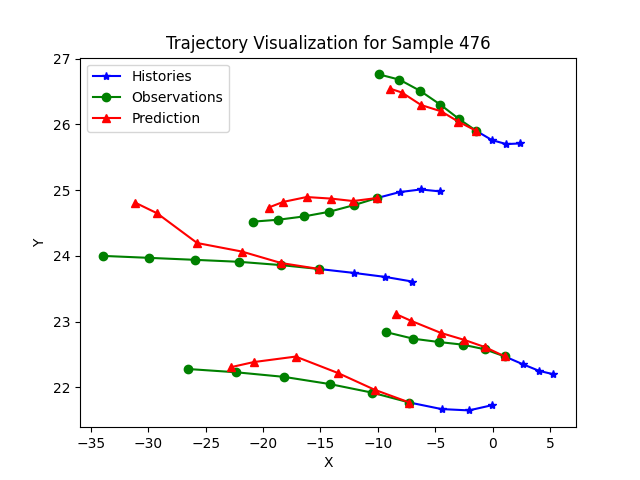 Trajectory Visualization for Sample 476
Histories
Observations
Prediction
27
26
25
24
23
22
Y
−35 −30 −25 −20 −15 −10 −5 0 5
X